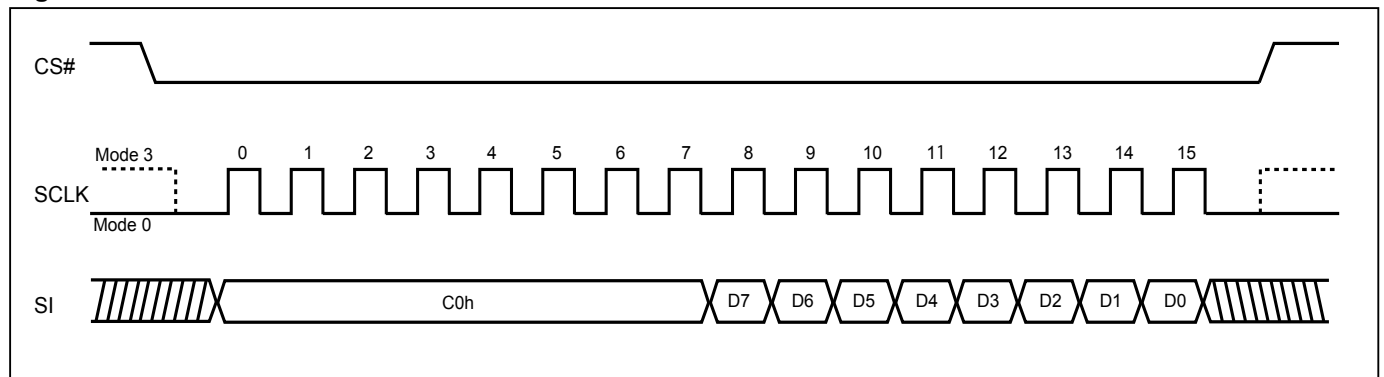 CS#
Mode 3 0 1 2 3 4 5 6 7 8 9 10 11 12 13 14 15
SCLK
Mode 0
SI C0h D7 D6 D5 D4 D3 D2 D1 D0